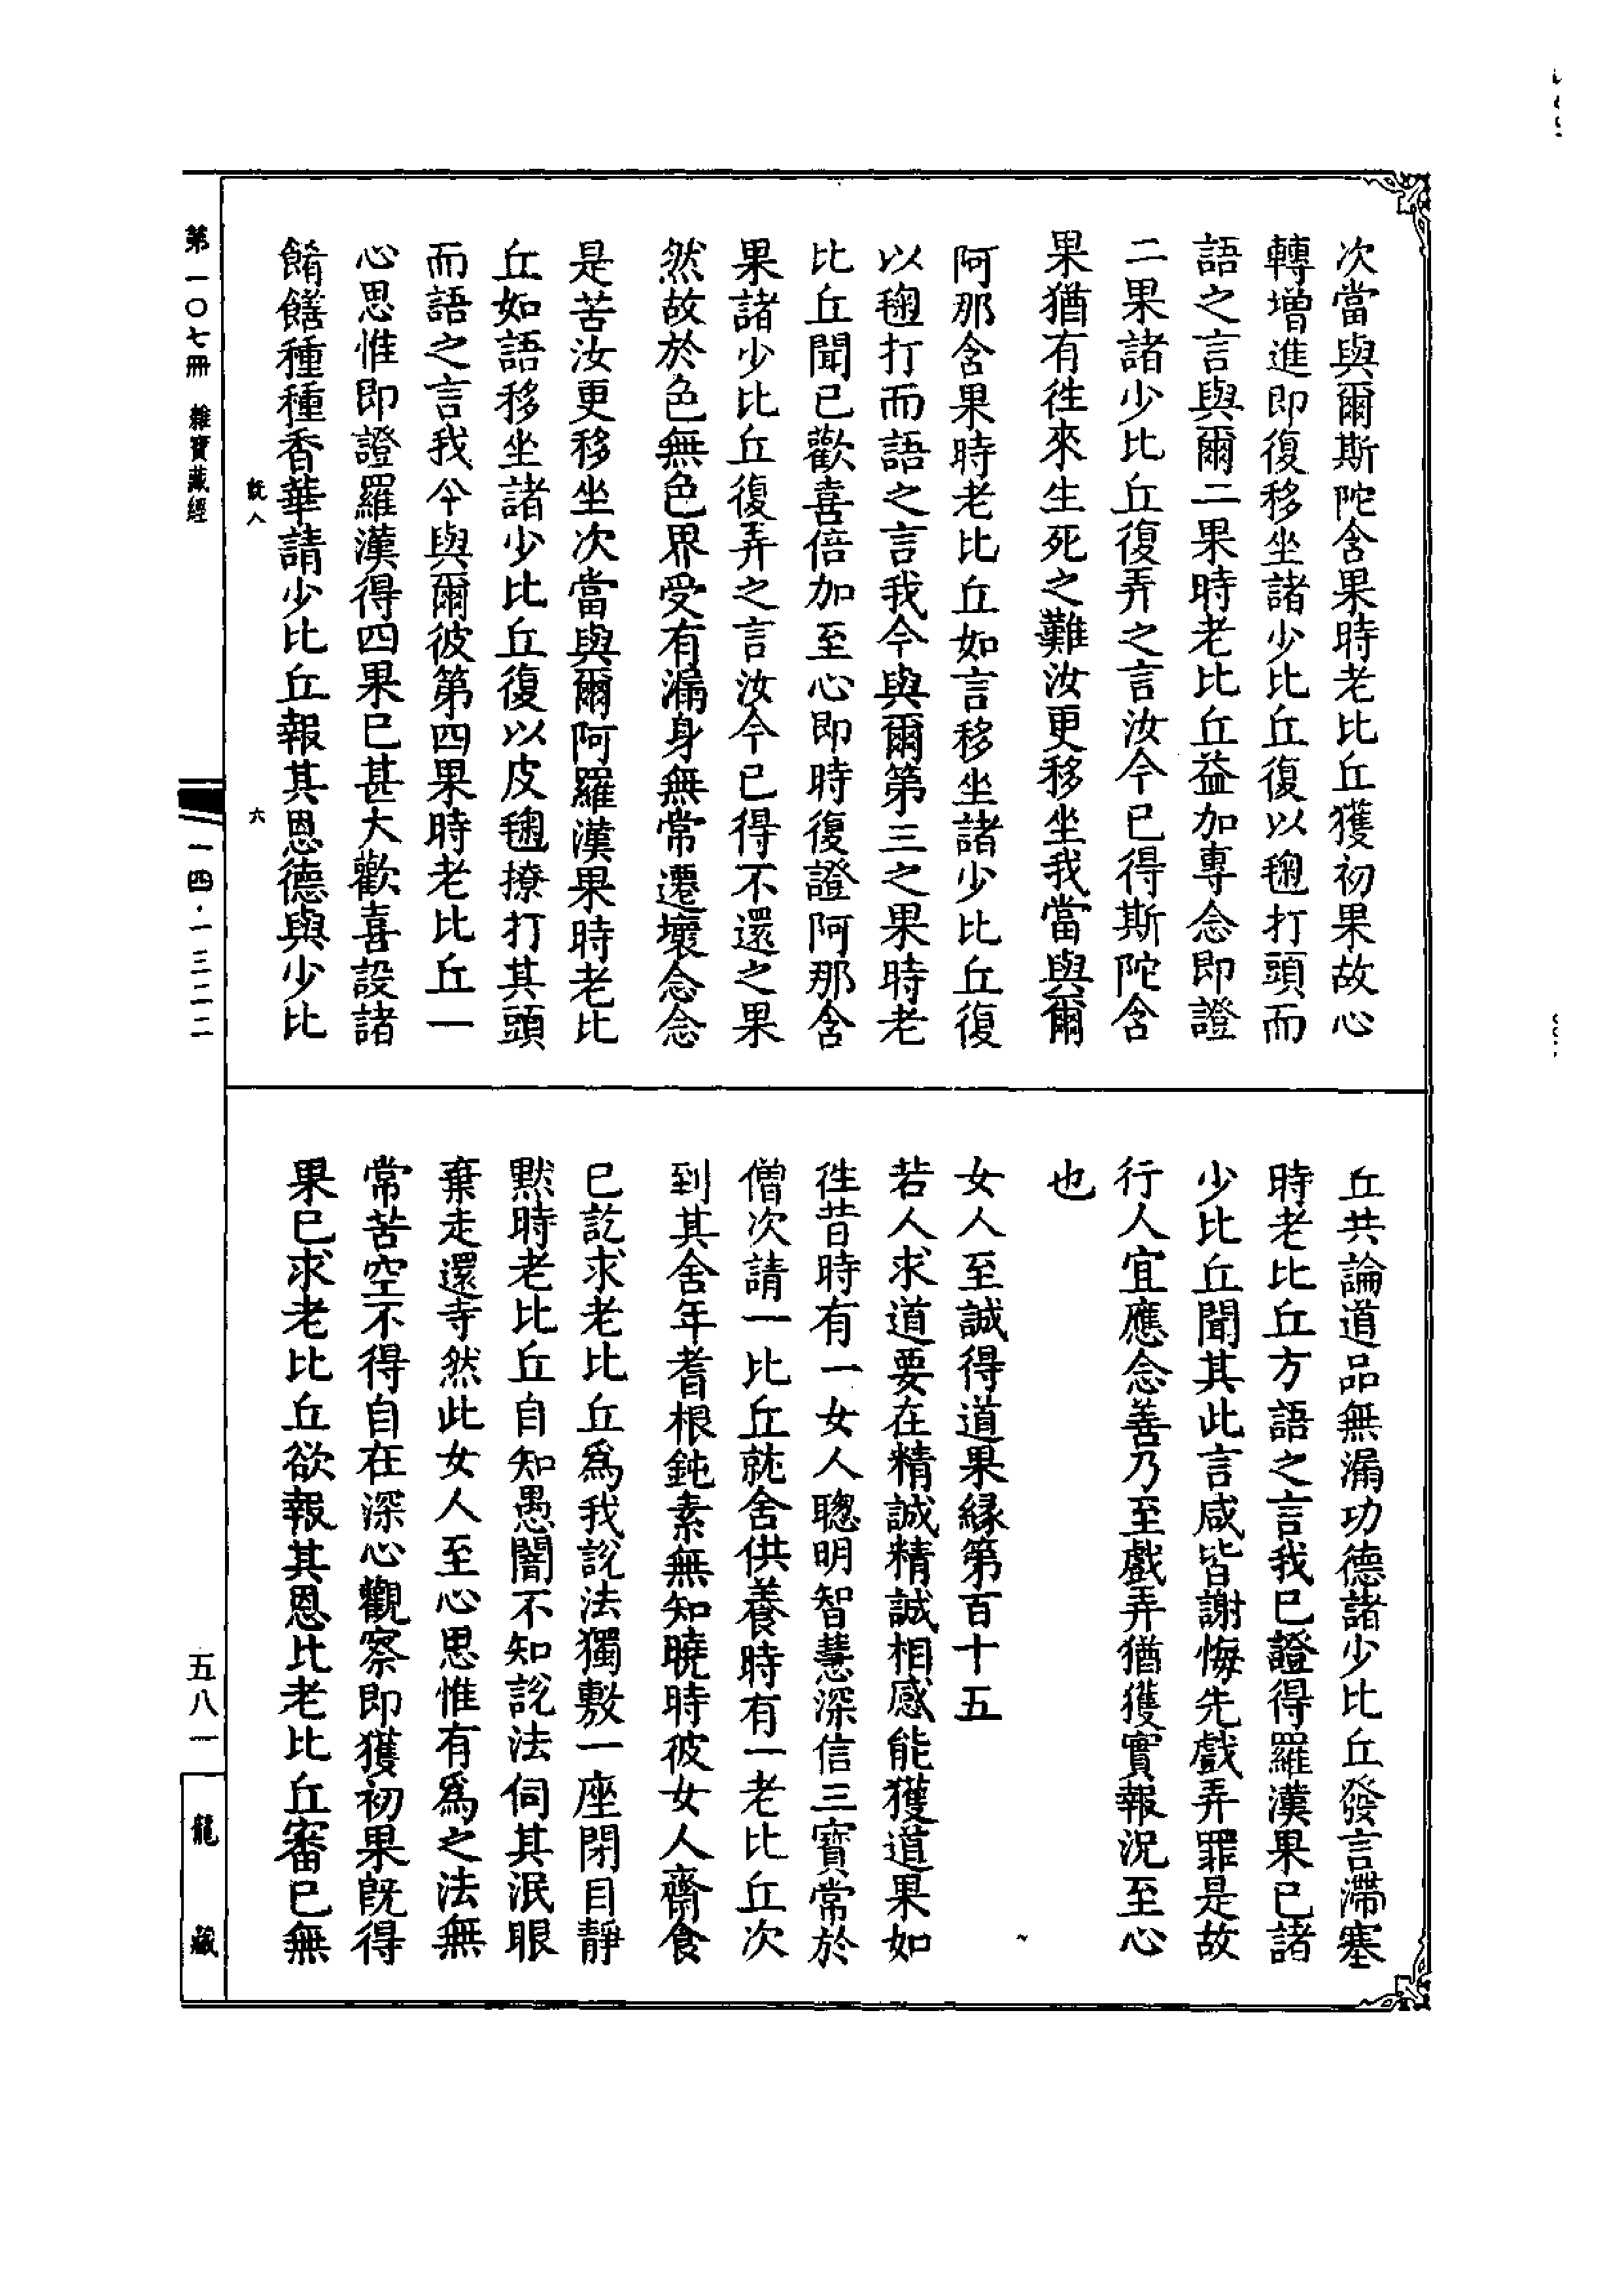 次當與爾斯陀含果時老比丘獲初果故心
轉增進即復移坐諸少比丘復以毱打頭而
語之言與爾二果時老比丘益加專念即證
二果諸少比丘復弄之言汝今已得斯陀含
果猶有徃來生死之難汝更移坐我當與爾
阿那含果時老比丘如言移坐諸少比丘復
以毱打而語之言我今與爾第三之果時老
比丘聞已歡喜倍加至心即時復證阿那含
果諸少比丘復弄之言汝今已得不還之果
然故於色無色界受有漏身無常遷壞念念
是苦汝更移坐次當與爾阿羅漢果時老比
丘如語移坐諸少比丘復以皮毱撩打其頭
而語之言我今與爾彼第四果時老比丘一
心思惟即證羅漢得四果已甚大歡喜設諸
餚饍種種香華請少比丘報其恩德與少比
丘共論道品無漏功德諸少比丘發言滯塞
時老比丘方語之言我已證得羅漢果已諸
少比丘聞其此言咸皆謝悔先戲弄罪是故
行人宜應念善乃至戲弄猶獲實報況至心
也
女人至誠得道果緣第百十五
若人求道要在精誠精誠相感能獲道果如
徃昔時有一女人聰明智慧深信三寶常於
僧次請一比丘就舍供養時有一老比丘次
到其舍年耆根鈍素無知曉時彼女人齋食
已訖求老比丘爲我說法獨敷一座閉目靜
默時老比丘自知愚闇不知說法伺其泯眼
棄走還寺然此女人至心思惟有爲之法無
常苦空不得自在深心觀察即獲初果旣得
果已求老比丘欲報其恩比老比丘審已無
第一〇七冊 雜寶藏經
六
一四·一三二二
五八一
龍藏